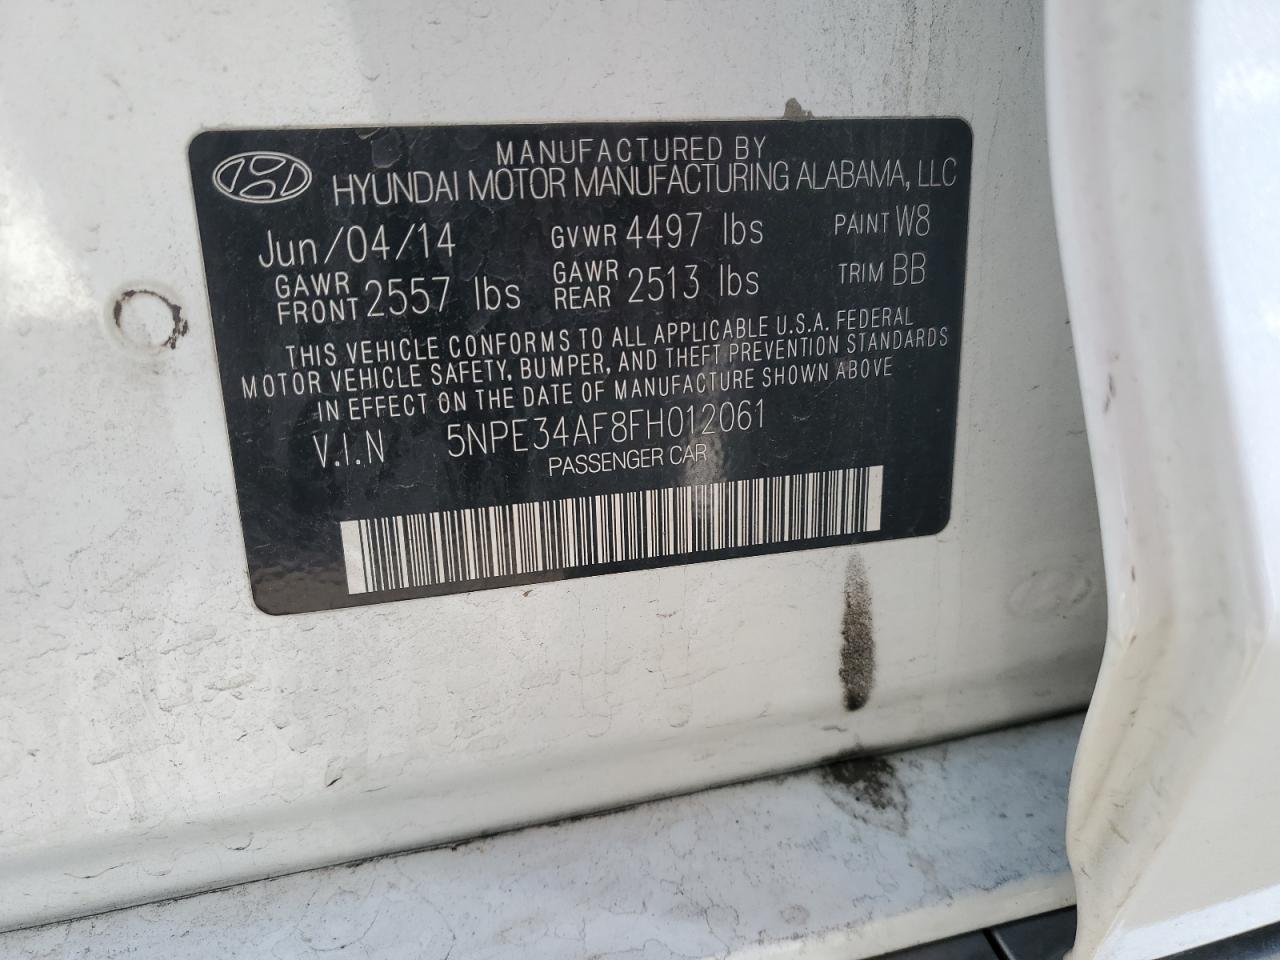 MANUFACTURED BY
HYUNDAI MOTOR MANUFACTURING ALABAMA, LLC
Jun/04/14 GVWR 4497 lbs PAINT W8
GAWR FRONT 2557 lbs GAWR REAR 2513 lbs TRIM BB
THIS VEHICLE CONFORMS TO ALL APPLICABLE U.S.A. FEDERAL
MOTOR VEHICLE SAFETY, BUMPER, AND THEFT PREVENTION STANDARDS
IN EFFECT ON THE DATE OF MANUFACTURE SHOWN ABOVE
V.I.N 5NPE34AF8FH012061
PASSENGER CAR